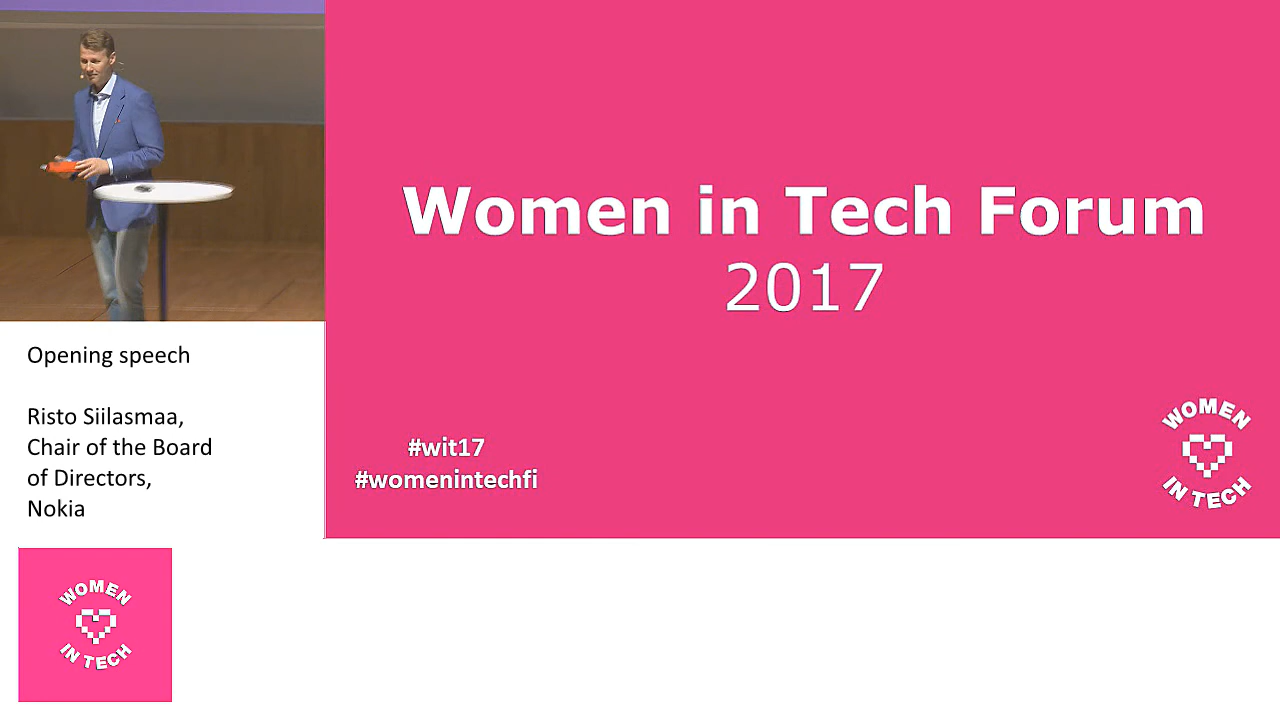 Women in Tech Forum
2017
#wit17
#womenintechfi
WOMEN
IN TECH
Opening speech
Risto Siilasmaa,
Chair of the Board
of Directors,
Nokia
WOMEN
IN TECH